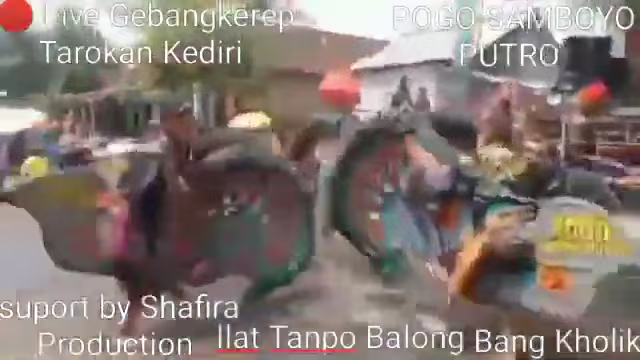 Live Gebangkerep
Tarokan Kediri
POGO SAMBOYO
PUTRO
suport by Shafira
Production
Ilat Tanpo Balong
Bang Kholik